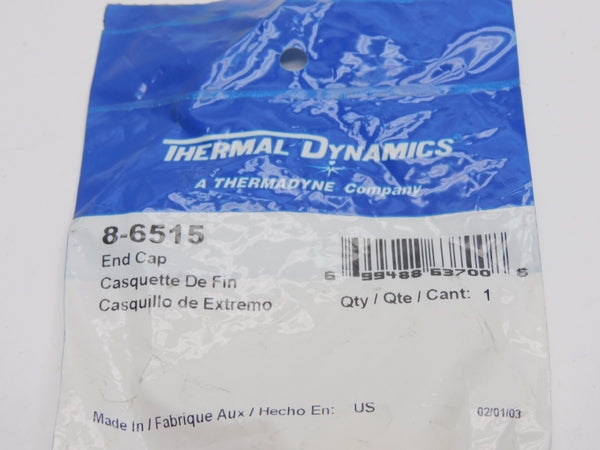 THERMAL DYNAMICS®
A THERMADYNE Company
8-6515
End Cap
Casquette De Fin
Casquillo de Extremo
6 99488 63700 6
Qty / Qte / Cant: 1
Made In / Fabrique Aux / Hecho En: US
02/01/03